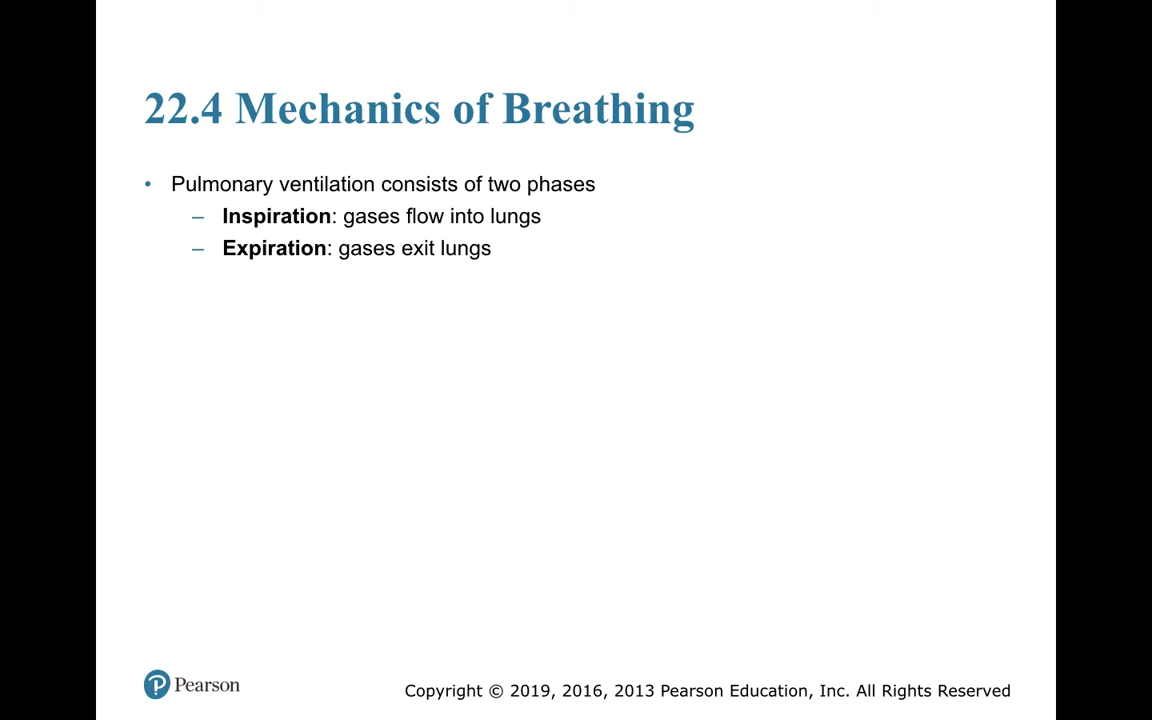 22.4 Mechanics of Breathing
• Pulmonary ventilation consists of two phases
– Inspiration: gases flow into lungs
– Expiration: gases exit lungs
Pearson
Copyright © 2019, 2016, 2013 Pearson Education, Inc. All Rights Reserved